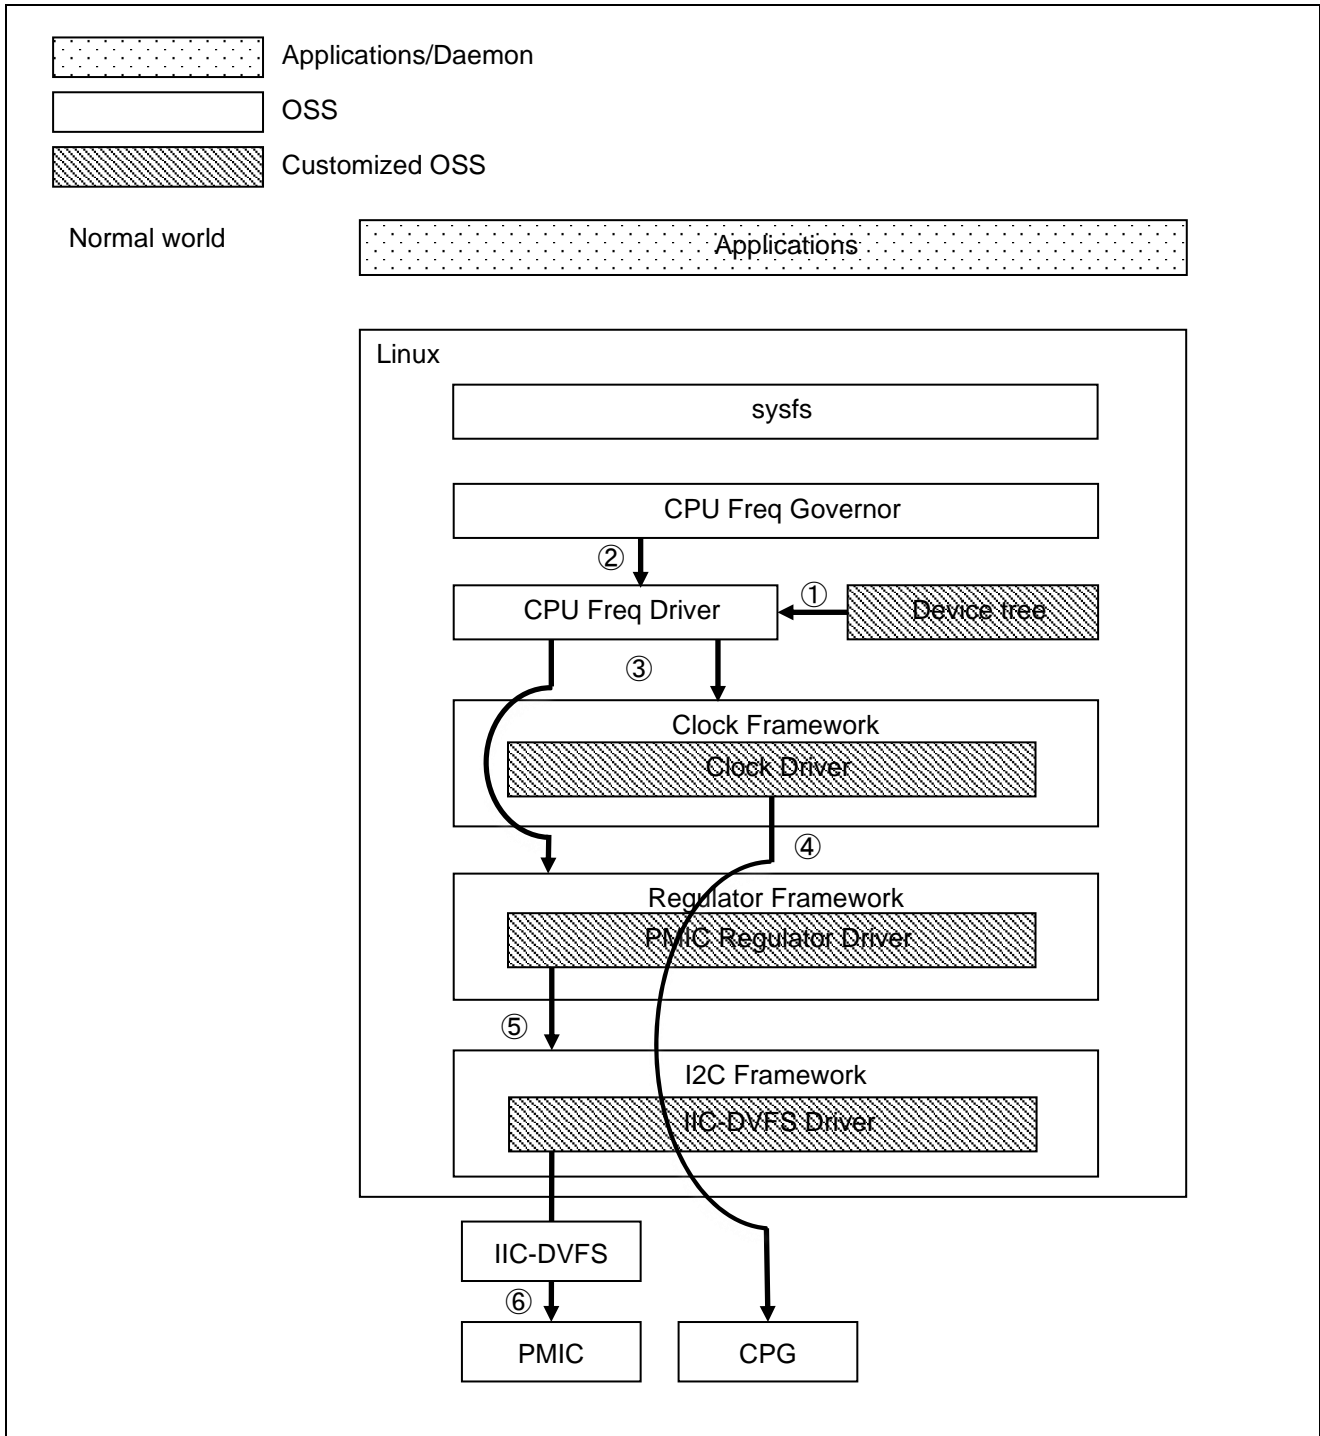 Applications/Daemon
OSS
Customized OSS
Normal world
Applications
Linux
sysfs
CPU Freq Governor
②
CPU Freq Driver
①
Device tree
③
Clock Framework
Clock Driver
④
Regulator Framework
PMIC Regulator Driver
⑤
I2C Framework
IIC-DVFS Driver
IIC-DVFS
⑥
PMIC
CPG